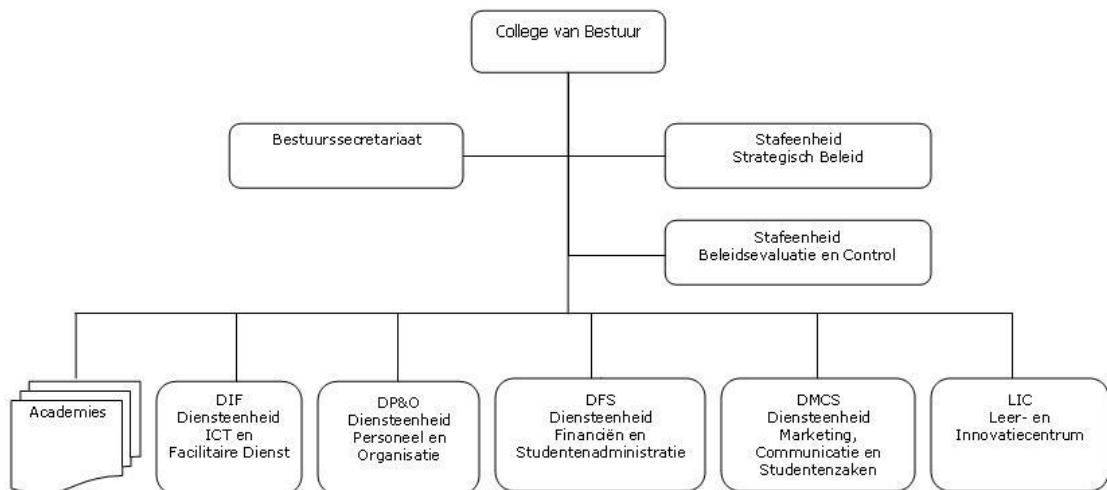 College van Bestuur
Bestuurssecretariaat
Stafeenheid
Strategisch Beleid
Stafeenheid
Beleidsevaluatie en Control
Academies
DIF
Diensteenheid
ICT en
Facilitaire Dienst
DP&O
Diensteenheid
Personeel en
Organisatie
DFS
Diensteenheid
Financiën en
Studentenadministratie
DMCS
Diensteenheid
Marketing,
Communicatie en
Studentenzaken
LIC
Leer- en
Innovatiecentrum